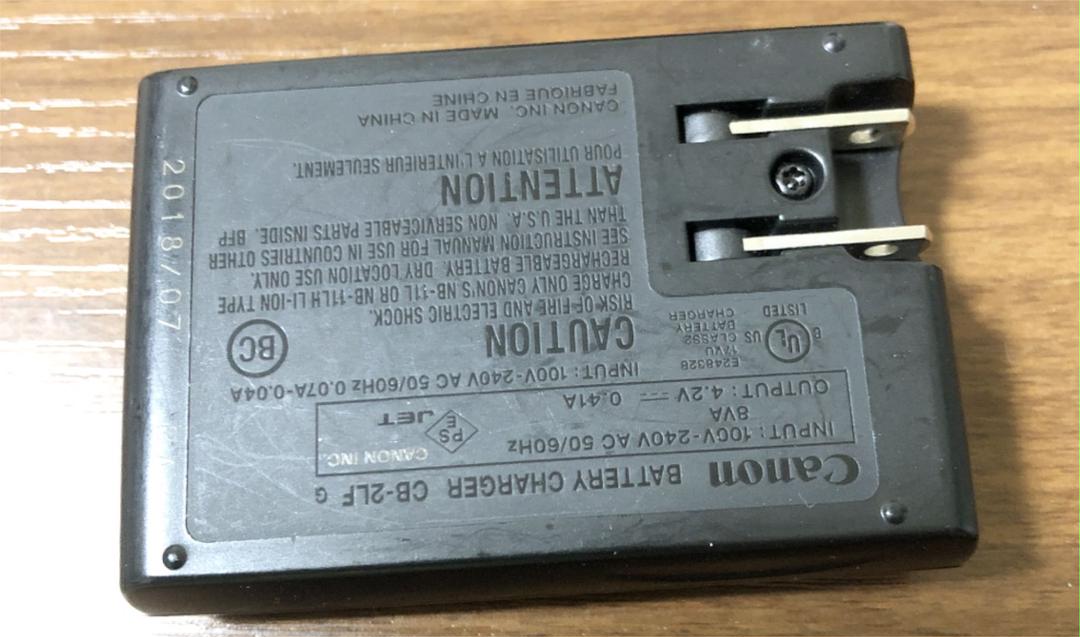 Canon BATTERY CHARGER CB-2LF G
INPUT : 100V-240V AC 50/60Hz
8VA
OUTPUT : 4.2V ⎓ 0.41A
CANON INC.
PS
E
JET
INPUT : 100V-240V AC 50/60Hz 0.07A-0.04A
UL
US
LISTED
E248328
17VU
CLASS2
BATTERY
CHARGER
CAUTION
BC
RISK OF FIRE AND ELECTRIC SHOCK.
CHARGE ONLY CANON'S NB-11L OR NB-11LH LI-ION TYPE
RECHARGEABLE BATTERY. DRY LOCATION USE ONLY.
SEE INSTRUCTION MANUAL FOR USE IN COUNTRIES OTHER
THAN THE U.S.A. NON SERVICEABLE PARTS INSIDE. BFP
ATTENTION
POUR UTILISATION A L'INTERIEUR SEULEMENT.
CANON INC. MADE IN CHINA
FABRIQUE EN CHINE
2018//07